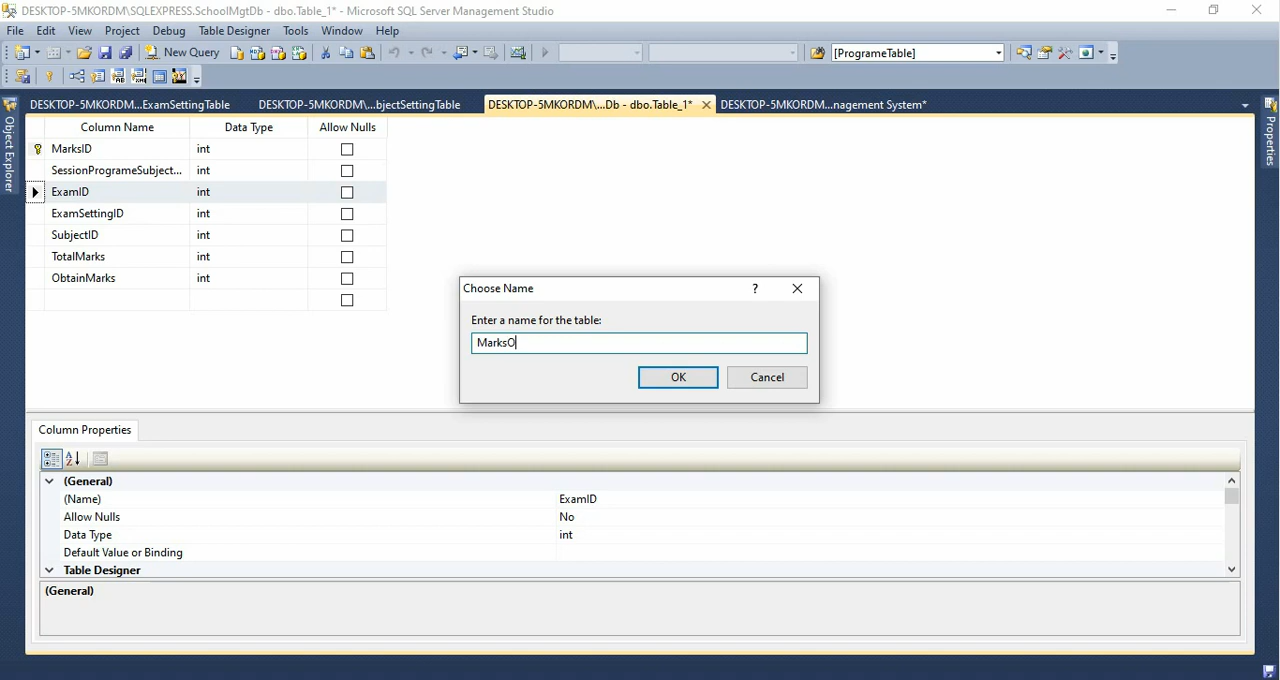 DESKTOP-5MKORDM\SQLEXPRESS.SchoolMgtDb - dbo.Table_1* - Microsoft SQL Server Management Studio
File Edit View Project Debug Table Designer Tools Window Help
New Query [ProgrameTable]
DESKTOP-5MKORDM...ExamSettingTable DESKTOP-5MKORDM\...bjectSettingTable DESKTOP-5MKORDM\...Db - dbo.Table_1* DESKTOP-5MKORDM...nagement System*
Object Explorer
Properties
Column Name Data Type Allow Nulls
MarksID int
SessionProgrameSubject... int
ExamID int
ExamSettingID int
SubjectID int
TotalMarks int
ObtainMarks int
Choose Name ?
Enter a name for the table:
MarksO
OK Cancel
Column Properties
(General)
(Name) ExamID
Allow Nulls No
Data Type int
Default Value or Binding
Table Designer
(General)